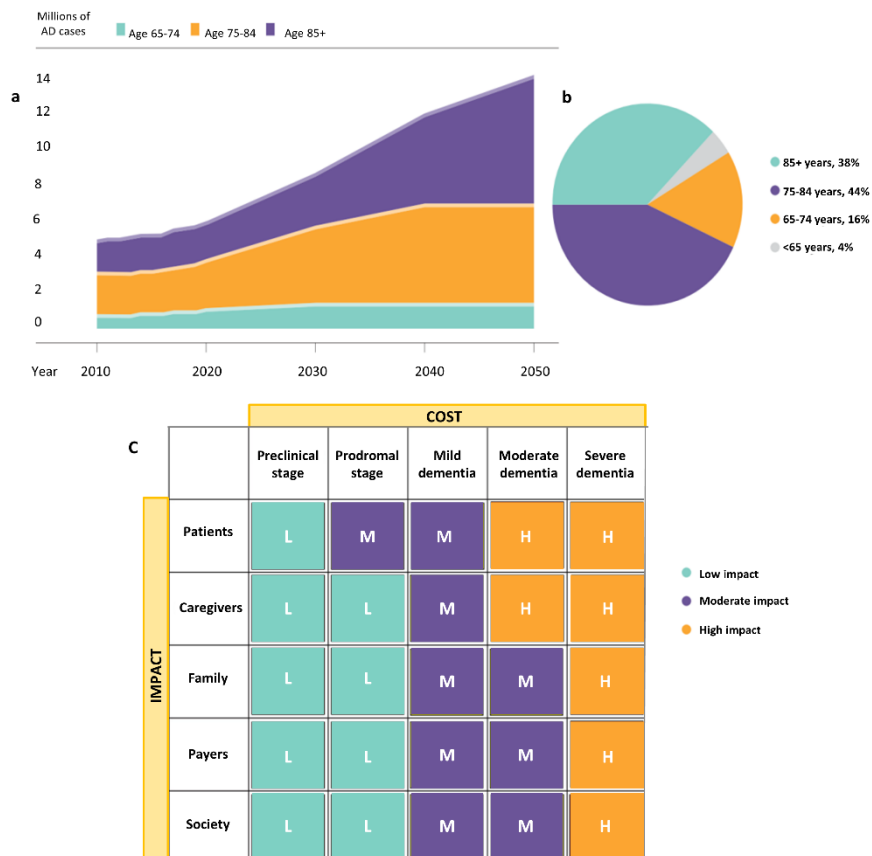 Millions of
AD cases
Age 65-74
Age 75-84
Age 85+
a
14
12
10
8
6
4
2
0
Year
2010
2020
2030
2040
2050
b
85+ years, 38%
75-84 years, 44%
65-74 years, 16%
<65 years, 4%
C
COST
Preclinical
stage
Prodromal
stage
Mild
dementia
Moderate
dementia
Severe
dementia
IMPACT
Patients
L
M
M
H
H
Caregivers
L
L
M
H
H
Family
L
L
M
M
H
Payers
L
L
M
M
H
Society
L
L
M
M
H
Low impact
Moderate impact
High impact